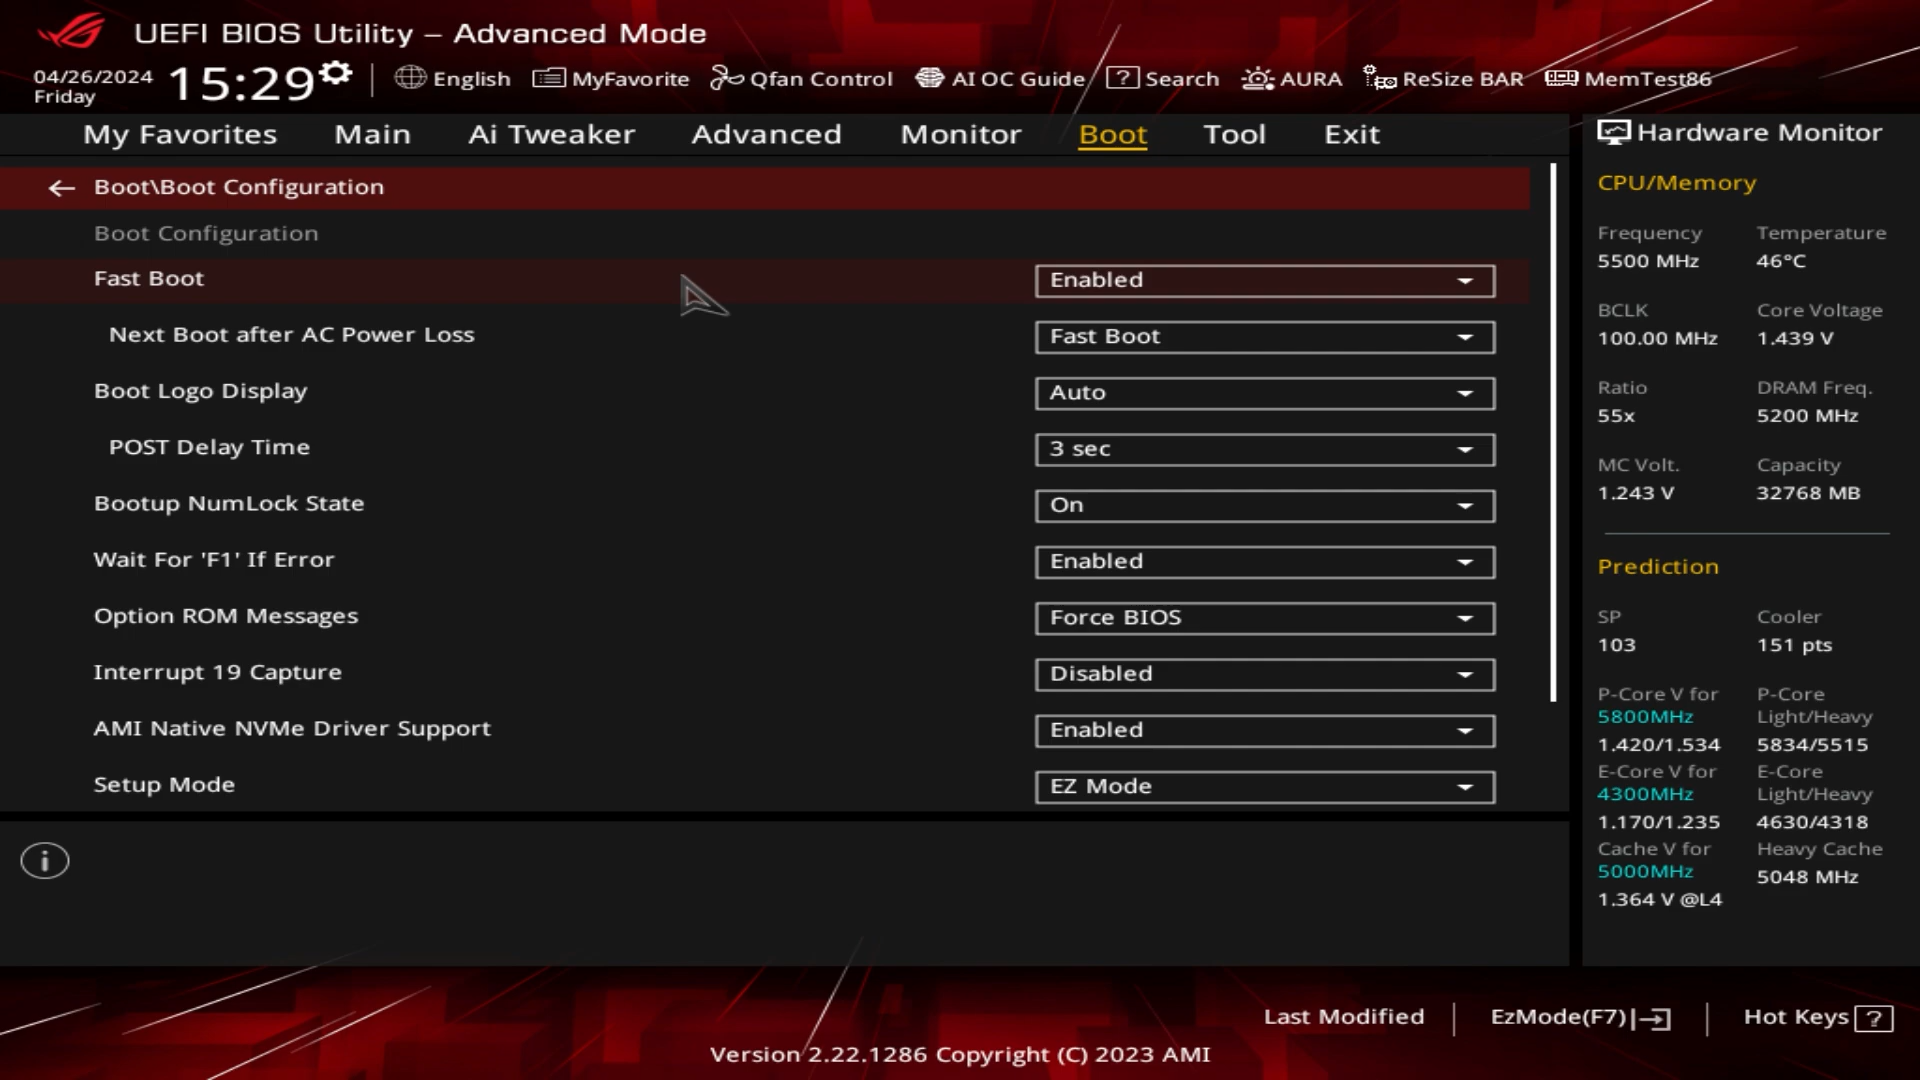 UEFI BIOS Utility – Advanced Mode
04/26/2024
Friday
15:29
English
MyFavorite
Qfan Control
AI OC Guide
? Search
AURA
ReSize BAR
MemTest86
My Favorites
Main
Ai Tweaker
Advanced
Monitor
Boot
Tool
Exit
Boot\Boot Configuration
Boot Configuration
Fast Boot Enabled
Next Boot after AC Power Loss Fast Boot
Boot Logo Display Auto
POST Delay Time 3 sec
Bootup NumLock State On
Wait For 'F1' If Error Enabled
Option ROM Messages Force BIOS
Interrupt 19 Capture Disabled
AMI Native NVMe Driver Support Enabled
Setup Mode EZ Mode
i
Hardware Monitor
CPU/Memory
Frequency Temperature
5500 MHz 46°C
BCLK Core Voltage
100.00 MHz 1.439 V
Ratio DRAM Freq.
55x 5200 MHz
MC Volt. Capacity
1.243 V 32768 MB
Prediction
SP Cooler
103 151 pts
P-Core V for P-Core
5800MHz Light/Heavy
1.420/1.534 5834/5515
E-Core V for E-Core
4300MHz Light/Heavy
1.170/1.235 4630/4318
Cache V for Heavy Cache
5000MHz 5048 MHz
1.364 V @L4
Last Modified
EzMode(F7)
Hot Keys ?
Version 2.22.1286 Copyright (C) 2023 AMI